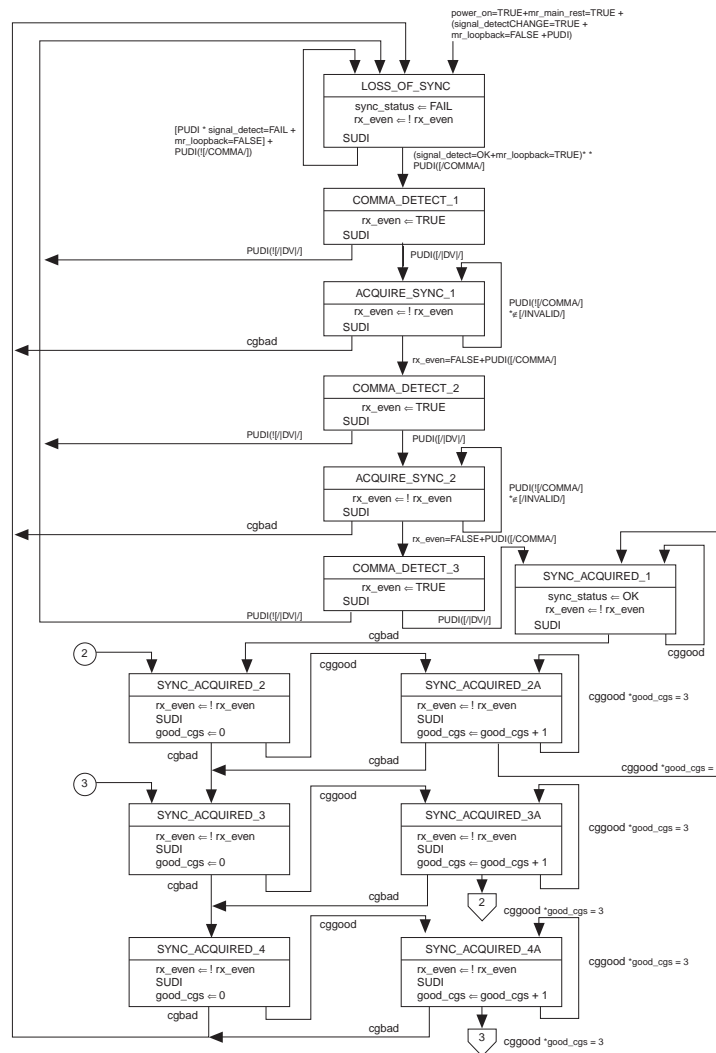 power_on=TRUE+mr_main_rest=TRUE +
(signal_detectCHANGE=TRUE +
mr_loopback=FALSE +PUDI)
LOSS_OF_SYNC
sync_status ⇐ FAIL
rx_even ⇐ ! rx_even
SUDI
[PUDI * signal_detect=FAIL +
mr_loopback=FALSE] +
PUDI(![/COMMA/])
(signal_detect=OK+mr_loopback=TRUE)* *
PUDI([/COMMA/]
COMMA_DETECT_1
rx_even ⇐ TRUE
SUDI
PUDI(![/|DV|/]
PUDI([/|DV|/]
ACQUIRE_SYNC_1
rx_even ⇐ ! rx_even
SUDI
PUDI(![/COMMA/]
*∉[/INVALID/]
cgbad
rx_even=FALSE+PUDI([/COMMA/]
COMMA_DETECT_2
rx_even ⇐ TRUE
SUDI
PUDI(![/|DV|/]
PUDI([/|DV|/]
ACQUIRE_SYNC_2
rx_even ⇐ ! rx_even
SUDI
PUDI(![/COMMA/]
*∉[/INVALID/]
cgbad
rx_even=FALSE+PUDI([/COMMA/]
COMMA_DETECT_3
rx_even ⇐ TRUE
SUDI
PUDI(![/|DV|/]
PUDI([/|DV|/]
SYNC_ACQUIRED_1
sync_status ⇐ OK
rx_even ⇐ ! rx_even
SUDI
cgbad
cggood
2
SYNC_ACQUIRED_2
rx_even ⇐ ! rx_even
SUDI
good_cgs ⇐ 0
cggood
SYNC_ACQUIRED_2A
rx_even ⇐ ! rx_even
SUDI
good_cgs ⇐ good_cgs + 1
cggood *good_cgs = 3
cgbad
cgbad
cggood *good_cgs =
3
SYNC_ACQUIRED_3
rx_even ⇐ ! rx_even
SUDI
good_cgs ⇐ 0
cggood
SYNC_ACQUIRED_3A
rx_even ⇐ ! rx_even
SUDI
good_cgs ⇐ good_cgs + 1
cggood *good_cgs = 3
cgbad
cgbad
2
cggood *good_cgs = 3
SYNC_ACQUIRED_4
rx_even ⇐ ! rx_even
SUDI
good_cgs ⇐ 0
cggood
SYNC_ACQUIRED_4A
rx_even ⇐ ! rx_even
SUDI
good_cgs ⇐ good_cgs + 1
cggood *good_cgs = 3
cgbad
cgbad
3
cggood *good_cgs = 3